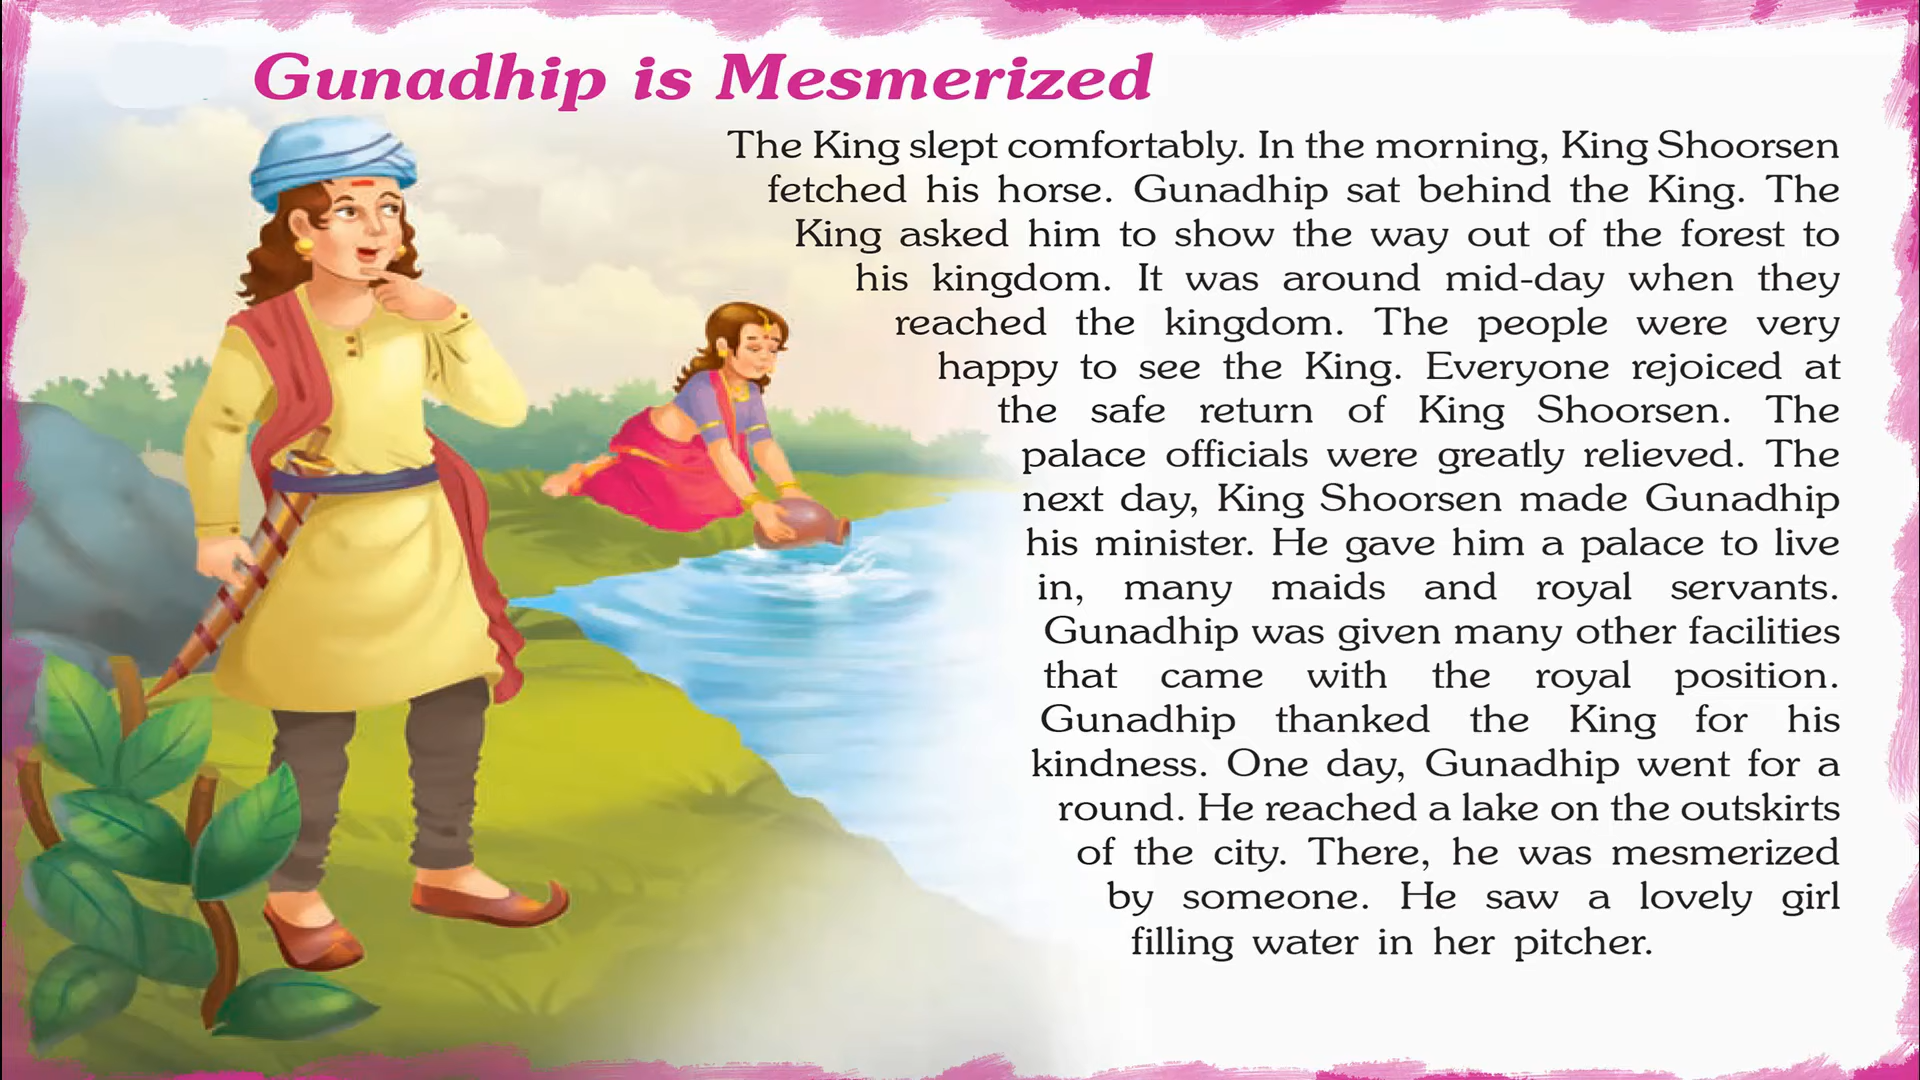 Gunadhip is Mesmerized
The King slept comfortably. In the morning, King Shoorsen
fetched his horse. Gunadhip sat behind the King. The
King asked him to show the way out of the forest to
his kingdom. It was around mid-day when they
reached the kingdom. The people were very
happy to see the King. Everyone rejoiced at
the safe return of King Shoorsen. The
palace officials were greatly relieved. The
next day, King Shoorsen made Gunadhip
his minister. He gave him a palace to live
in, many maids and royal servants.
Gunadhip was given many other facilities
that came with the royal position.
Gunadhip thanked the King for his
kindness. One day, Gunadhip went for a
round. He reached a lake on the outskirts
of the city. There, he was mesmerized
by someone. He saw a lovely girl
filling water in her pitcher.